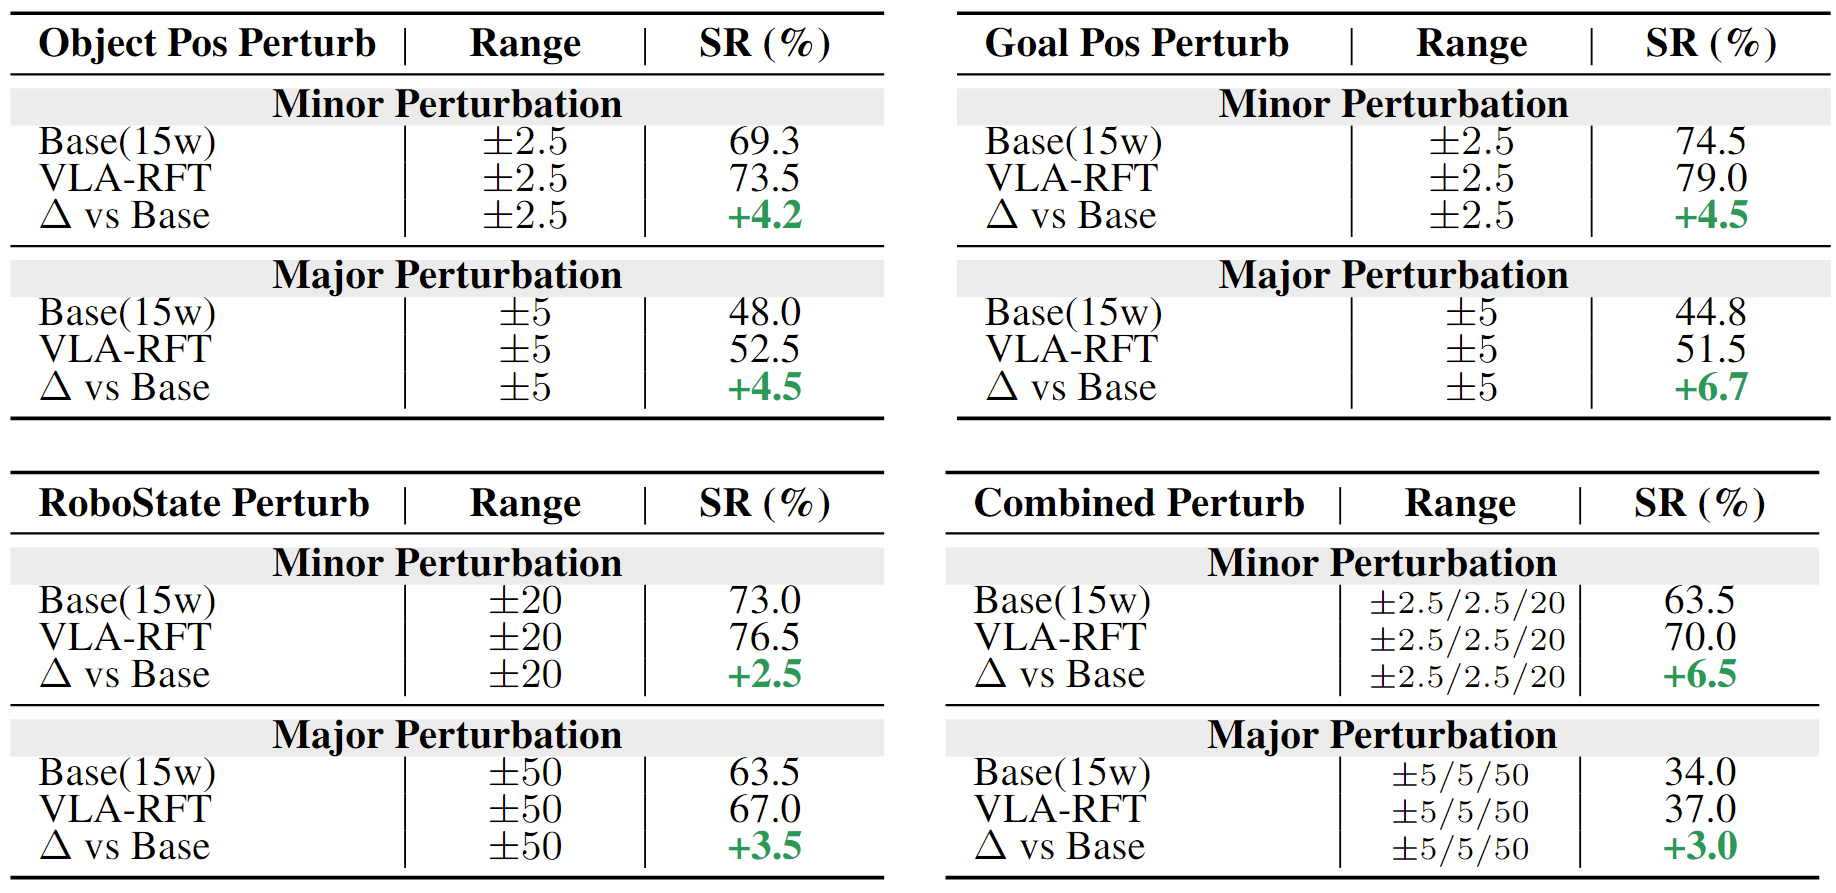 Object Pos Perturb | Range | SR (%)
Minor Perturbation
Base(15w) | ±2.5 | 69.3
VLA-RFT | ±2.5 | 73.5
Δ vs Base | ±2.5 | +4.2
Major Perturbation
Base(15w) | ±5 | 48.0
VLA-RFT | ±5 | 52.5
Δ vs Base | ±5 | +4.5
Goal Pos Perturb | Range | SR (%)
Minor Perturbation
Base(15w) | ±2.5 | 74.5
VLA-RFT | ±2.5 | 79.0
Δ vs Base | ±2.5 | +4.5
Major Perturbation
Base(15w) | ±5 | 44.8
VLA-RFT | ±5 | 51.5
Δ vs Base | ±5 | +6.7
RoboState Perturb | Range | SR (%)
Minor Perturbation
Base(15w) | ±20 | 73.0
VLA-RFT | ±20 | 76.5
Δ vs Base | ±20 | +2.5
Major Perturbation
Base(15w) | ±50 | 63.5
VLA-RFT | ±50 | 67.0
Δ vs Base | ±50 | +3.5
Combined Perturb | Range | SR (%)
Minor Perturbation
Base(15w) | ±2.5/2.5/20 | 63.5
VLA-RFT | ±2.5/2.5/20 | 70.0
Δ vs Base | ±2.5/2.5/20 | +6.5
Major Perturbation
Base(15w) | ±5/5/50 | 34.0
VLA-RFT | ±5/5/50 | 37.0
Δ vs Base | ±5/5/50 | +3.0